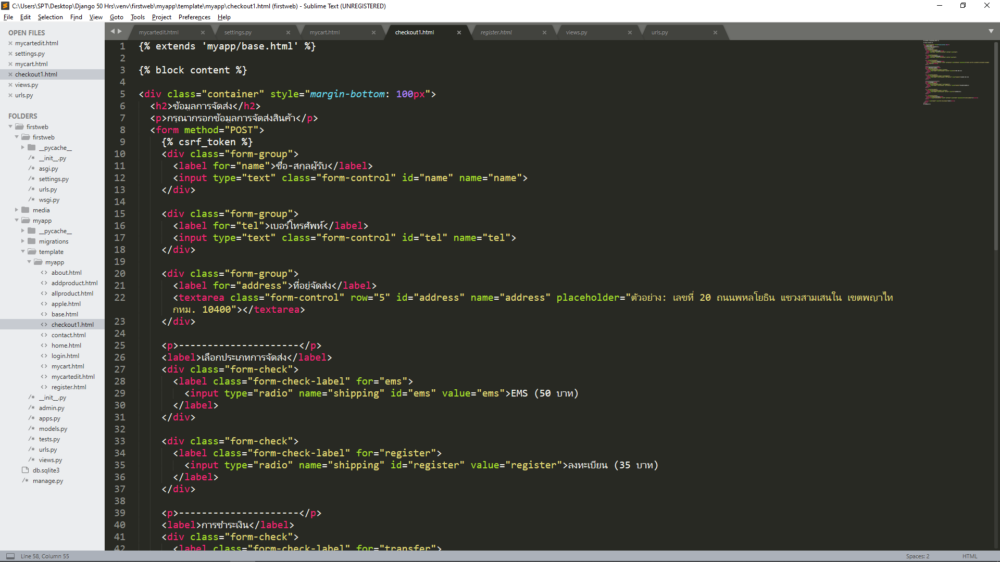 C:\Users\SPT\Desktop\Django 50 Hrs\venv\firstweb\myapp\template\myapp\checkout1.html (firstweb) - Sublime Text (UNREGISTERED)
File Edit Selection Find View Goto Tools Project Preferences Help
OPEN FILES
mycartedit.html
settings.py
mycart.html
checkout1.html
views.py
urls.py
FOLDERS
firstweb
firstweb
__pycache__
__init__.py
asgi.py
settings.py
urls.py
wsgi.py
media
myapp
__pycache__
migrations
template
myapp
about.html
addproduct.html
allproduct.html
apple.html
base.html
checkout1.html
contact.html
home.html
login.html
mycart.html
mycartedit.html
register.html
__init__.py
admin.py
apps.py
models.py
tests.py
urls.py
views.py
db.sqlite3
manage.py
mycartedit.html settings.py mycart.html checkout1.html register.html views.py urls.py
1 {% extends 'myapp/base.html' %}
2
3 {% block content %}
4
5 <div class="container" style="margin-bottom: 100px">
6 <h2>ข้อมูลการจัดส่ง</h2>
7 <p>กรุณากรอกข้อมูลการจัดส่งสินค้า</p>
8 <form method="POST">
9 {% csrf_token %}
10 <div class="form-group">
11 <label for="name">ชื่อ-สกุลผู้รับ</label>
12 <input type="text" class="form-control" id="name" name="name">
13 </div>
14
15 <div class="form-group">
16 <label for="tel">เบอร์โทรศัพท์</label>
17 <input type="text" class="form-control" id="tel" name="tel">
18 </div>
19
20 <div class="form-group">
21 <label for="address">ที่อยู่จัดส่ง</label>
22 <textarea class="form-control" row="5" id="address" name="address" placeholder="ตัวอย่าง: เลขที่ 20 ถนนพหลโยธิน แขวงสามเสนใน เขตพญาไท
กทม. 10400"></textarea>
23 </div>
24
25 <p>---------------------</p>
26 <label>เลือกประเภทการจัดส่ง</label>
27 <div class="form-check">
28 <label class="form-check-label" for="ems">
29 <input type="radio" name="shipping" id="ems" value="ems">EMS (50 บาท)
30 </label>
31 </div>
32
33 <div class="form-check">
34 <label class="form-check-label" for="register">
35 <input type="radio" name="shipping" id="register" value="register">ลงทะเบียน (35 บาท)
36 </label>
37 </div>
38
39 <p>---------------------</p>
40 <label>การชำระเงิน</label>
41 <div class="form-check">
42 <label class="form-check-label" for="transfer">
Line 58, Column 55 Spaces: 2 HTML